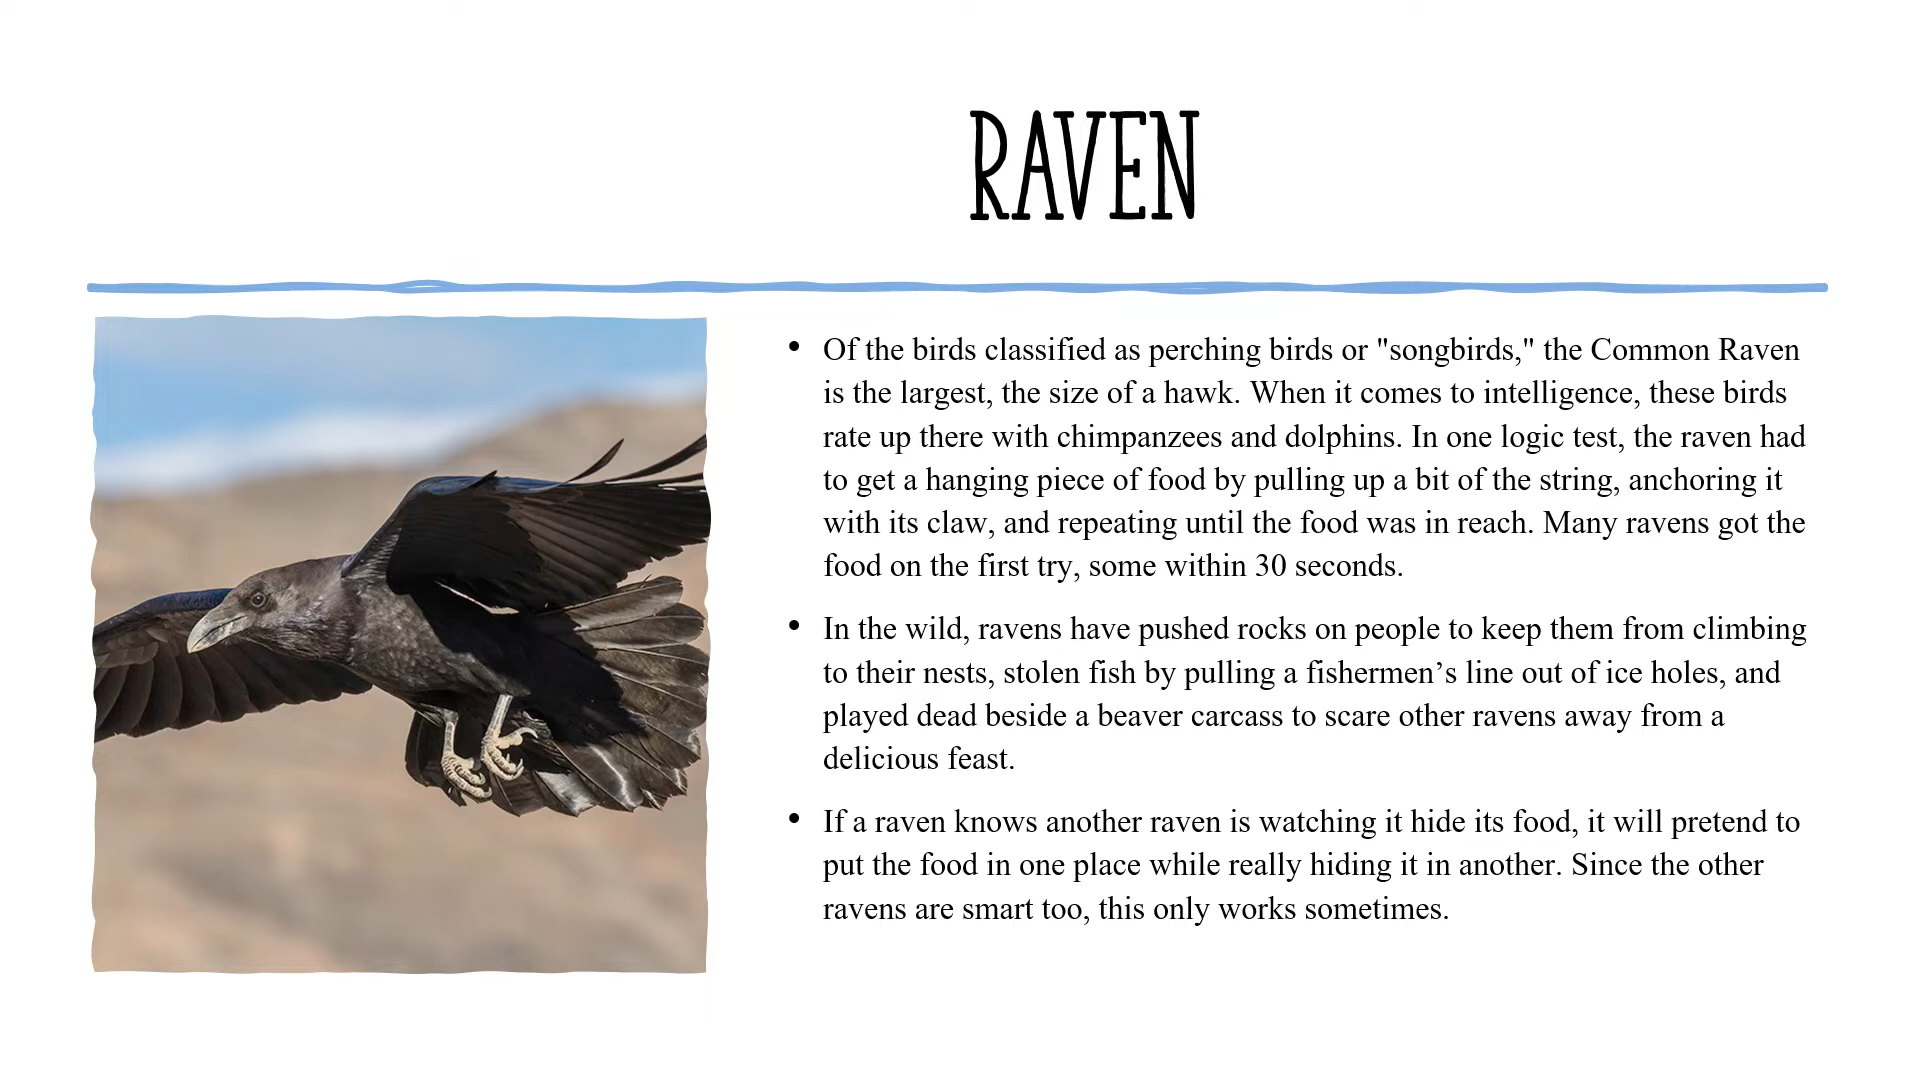 RAVEN
• Of the birds classified as perching birds or "songbirds," the Common Raven
is the largest, the size of a hawk. When it comes to intelligence, these birds
rate up there with chimpanzees and dolphins. In one logic test, the raven had
to get a hanging piece of food by pulling up a bit of the string, anchoring it
with its claw, and repeating until the food was in reach. Many ravens got the
food on the first try, some within 30 seconds.
• In the wild, ravens have pushed rocks on people to keep them from climbing
to their nests, stolen fish by pulling a fishermen’s line out of ice holes, and
played dead beside a beaver carcass to scare other ravens away from a
delicious feast.
• If a raven knows another raven is watching it hide its food, it will pretend to
put the food in one place while really hiding it in another. Since the other
ravens are smart too, this only works sometimes.